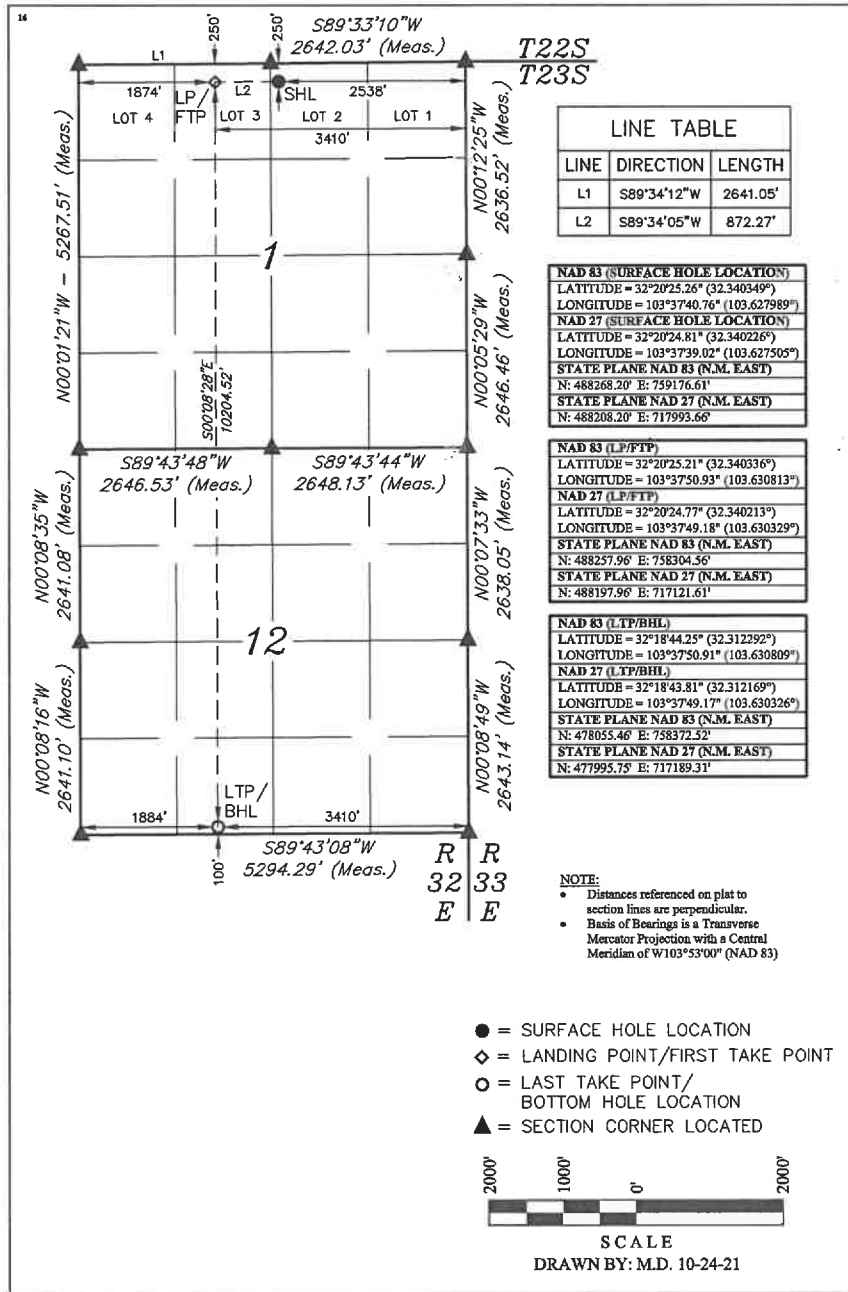 16
250'
250'
S89°33'10"W
2642.03' (Meas.)
T22S
T23S
L1
1874'
LP/
FTP
L2
SHL
2538'
LOT 4
LOT 3
LOT 2
LOT 1
3410'
N00°01'21"W - 5267.51' (Meas.)
N00°12'25"W
2636.52' (Meas.)
1
S00°08'28"E
10204.52'
N00°05'29"W
2646.46' (Meas.)
S89°43'48"W
2646.53' (Meas.)
S89°43'44"W
2648.13' (Meas.)
N00°08'35"W
2641.08' (Meas.)
N00°07'33"W
2638.05' (Meas.)
12
N00°08'16"W
2641.10' (Meas.)
N00°08'49"W
2643.14' (Meas.)
LTP/
BHL
1884'
3410'
100'
S89°43'08"W
5294.29' (Meas.)
R R
32 33
E E
LINE TABLE
LINE DIRECTION LENGTH
L1 S89°34'12"W 2641.05'
L2 S89°34'05"W 872.27'
NAD 83 (SURFACE HOLE LOCATION)
LATITUDE = 32°20'25.26" (32.340349°)
LONGITUDE = 103°37'40.76" (103.627989°)
NAD 27 (SURFACE HOLE LOCATION)
LATITUDE = 32°20'24.81" (32.340226°)
LONGITUDE = 103°37'39.02" (103.627505°)
STATE PLANE NAD 83 (N.M. EAST)
N: 488268.20' E: 759176.61'
STATE PLANE NAD 27 (N.M. EAST)
N: 488208.20' E: 717993.66'
NAD 83 (LP/FTP)
LATITUDE = 32°20'25.21" (32.340336°)
LONGITUDE = 103°37'50.93" (103.630813°)
NAD 27 (LP/FTP)
LATITUDE = 32°20'24.77" (32.340213°)
LONGITUDE = 103°37'49.18" (103.630329°)
STATE PLANE NAD 83 (N.M. EAST)
N: 488257.96' E: 758304.56'
STATE PLANE NAD 27 (N.M. EAST)
N: 488197.96' E: 717121.61'
NAD 83 (LTP/BHL)
LATITUDE = 32°18'44.25" (32.312292°)
LONGITUDE = 103°37'50.91" (103.630809°)
NAD 27 (LTP/BHL)
LATITUDE = 32°18'43.81" (32.312169°)
LONGITUDE = 103°37'49.17" (103.630326°)
STATE PLANE NAD 83 (N.M. EAST)
N: 478055.46' E: 758372.52'
STATE PLANE NAD 27 (N.M. EAST)
N: 477995.75' E: 717189.31'
NOTE:
• Distances referenced on plat to
section lines are perpendicular.
• Basis of Bearings is a Transverse
Mercator Projection with a Central
Meridian of W103°53'00" (NAD 83)
● = SURFACE HOLE LOCATION
◇ = LANDING POINT/FIRST TAKE POINT
○ = LAST TAKE POINT/
BOTTOM HOLE LOCATION
▲ = SECTION CORNER LOCATED
2000' 1000' 0' 2000'
SCALE
DRAWN BY: M.D. 10-24-21